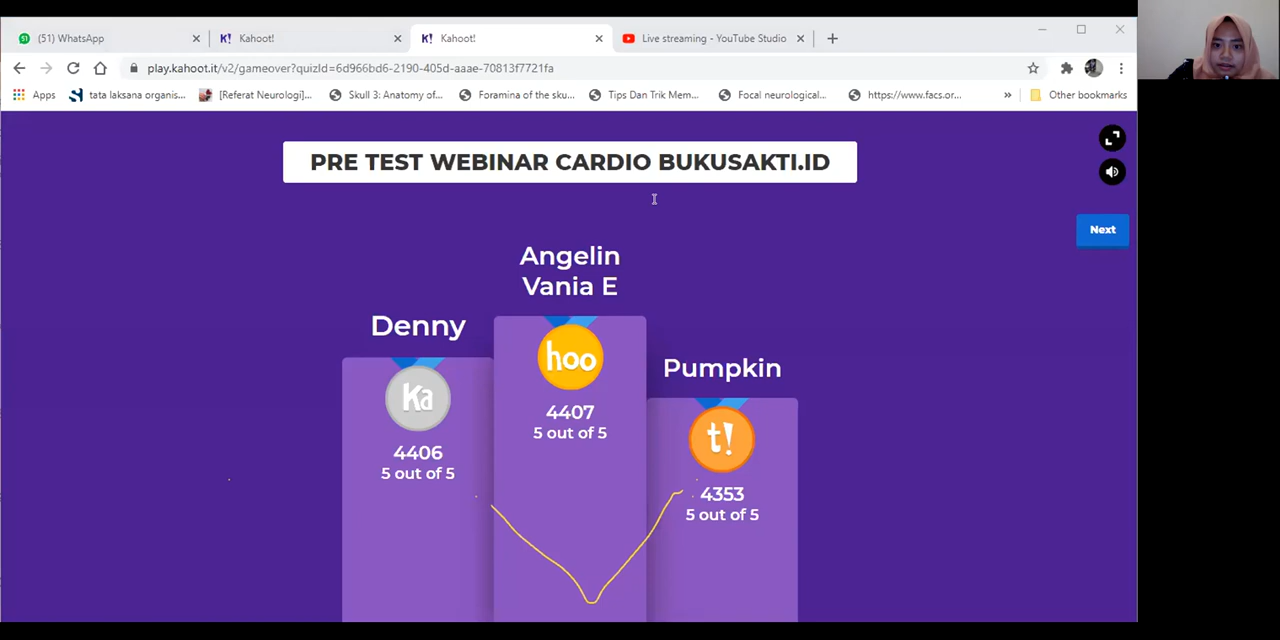 (51) WhatsApp
Kahoot!
Kahoot!
Live streaming - YouTube Studio
play.kahoot.it/v2/gameover?quizId=6d966bd6-2190-405d-aaae-70813f7721fa
Apps
tata laksana organis...
[Referat Neurologi]...
Skull 3: Anatomy of...
Foramina of the sku...
Tips Dan Trik Mem...
Focal neurological...
https://www.facs.or...
»
Other bookmarks
PRE TEST WEBINAR CARDIO BUKUSAKTI.ID
Next
Angelin
Vania E
Denny
Pumpkin
hoo
4407
5 out of 5
Ka
4406
5 out of 5
t!
4353
5 out of 5